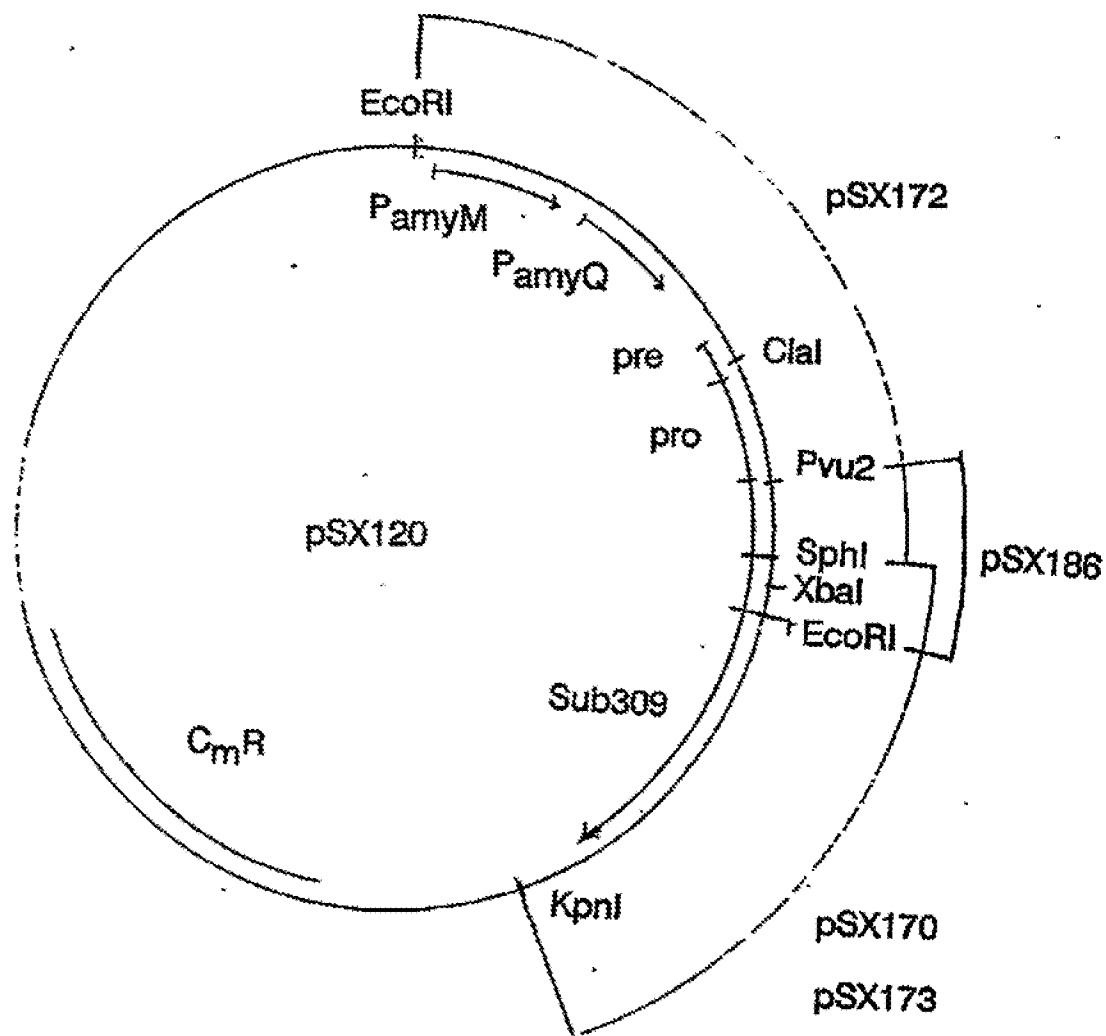 EcoRI
PamyM
pSX172
PamyQ
pre
ClaI
pro
Pvu2
pSX120
SphI
pSX186
XbaI
EcoRI
Sub309
CmR
KpnI
pSX170
pSX173